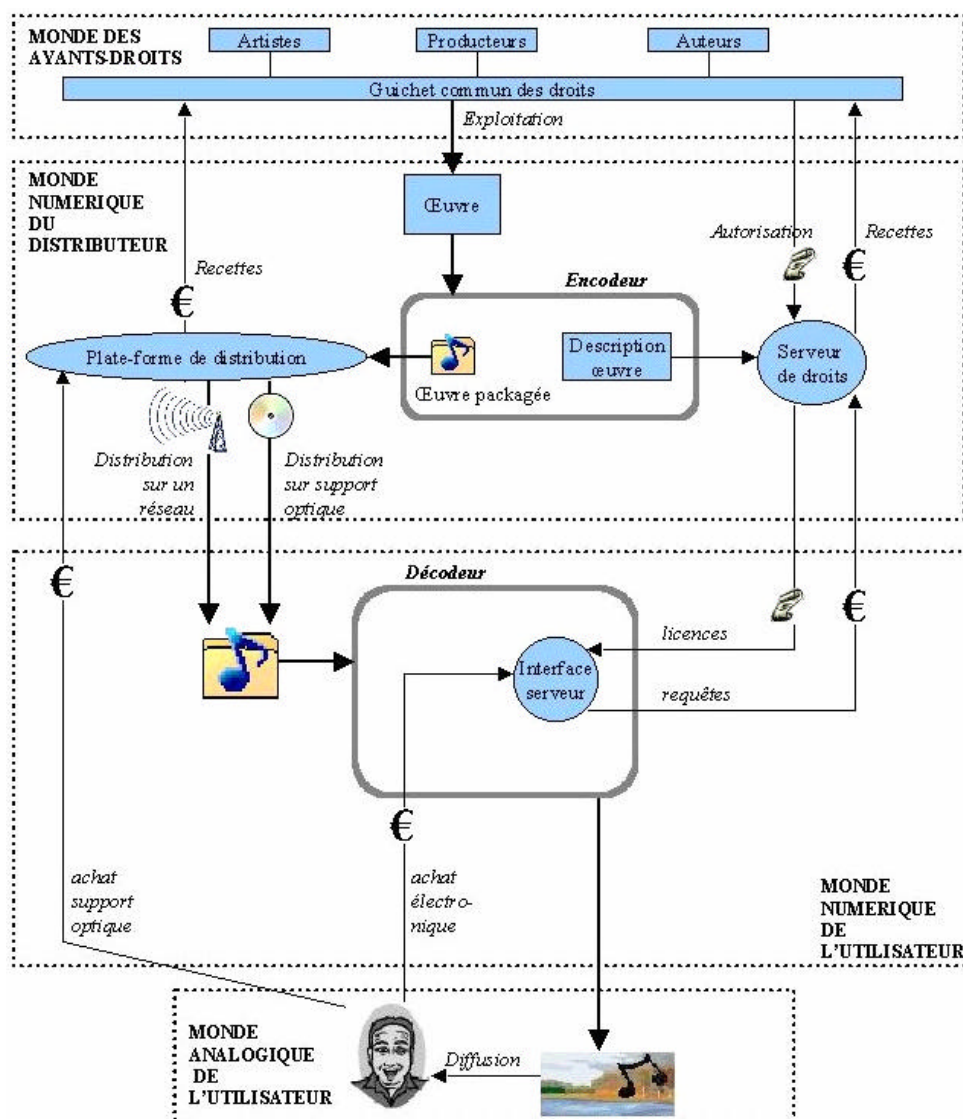 MONDE DES
AYANTS-DROITS
Artistes
Producteurs
Auteurs
Guichet commun des droits
Exploitation
MONDE
NUMERIQUE
DU
DISTRIBUTEUR
Œuvre
Recettes
Autorisation
Recettes
€
€
Encodeur
Plate-forme de distribution
Œuvre packagée
Description
œuvre
Serveur
de droits
Distribution
sur un
réseau
Distribution
sur support
optique
€
Décodeur
€
licences
Interface
serveur
requêtes
€
achat
support
optique
achat
électro-
nique
MONDE
NUMERIQUE
DE
L'UTILISATEUR
MONDE
ANALOGIQUE
DE
L'UTILISATEUR
Diffusion